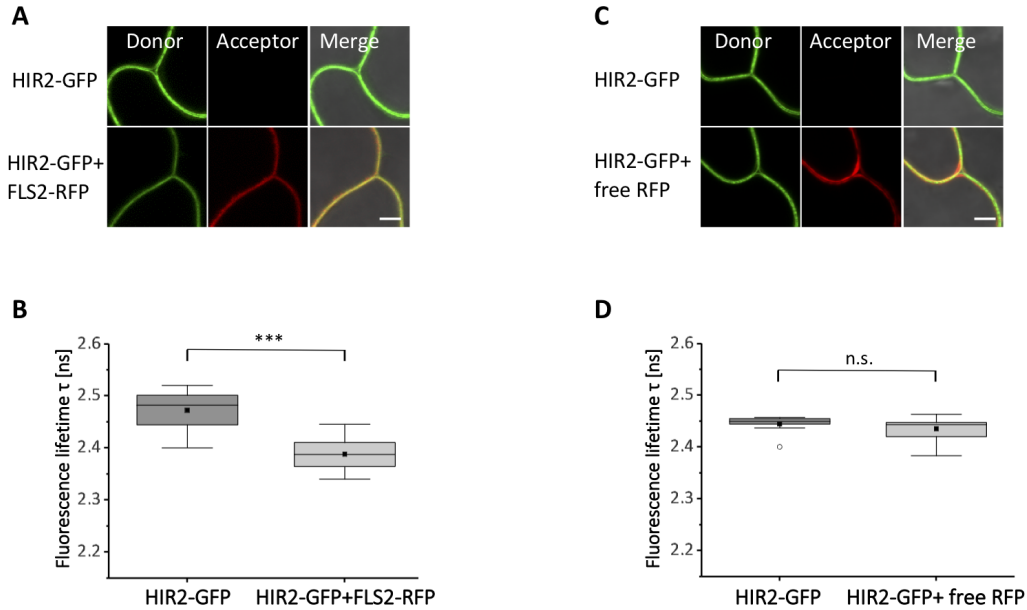 A
Donor Acceptor Merge
HIR2-GFP
HIR2-GFP+
FLS2-RFP
C
Donor Acceptor Merge
HIR2-GFP
HIR2-GFP+
free RFP
B
Fluorescence lifetime τ [ns]
2.6
2.5
2.4
2.3
2.2
***
HIR2-GFP HIR2-GFP+FLS2-RFP
D
Fluorescence lifetime τ [ns]
2.6
2.5
2.4
2.3
2.2
n.s.
HIR2-GFP HIR2-GFP+ free RFP